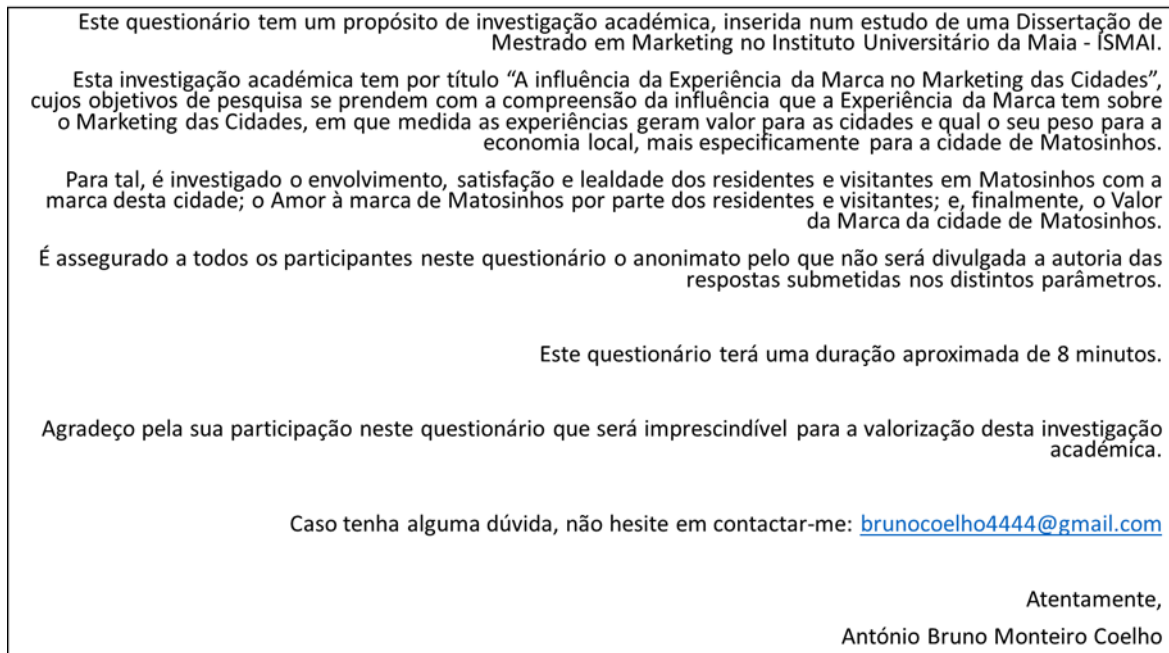 Este questionário tem um propósito de investigação académica, inserida num estudo de uma Dissertação de
Mestrado em Marketing no Instituto Universitário da Maia - ISMAI.
Esta investigação académica tem por título “A influência da Experiência da Marca no Marketing das Cidades”,
cujos objetivos de pesquisa se prendem com a compreensão da influência que a Experiência da Marca tem sobre
o Marketing das Cidades, em que medida as experiências geram valor para as cidades e qual o seu peso para a
economia local, mais especificamente para a cidade de Matosinhos.
Para tal, é investigado o envolvimento, satisfação e lealdade dos residentes e visitantes em Matosinhos com a
marca desta cidade; o Amor à marca de Matosinhos por parte dos residentes e visitantes; e, finalmente, o Valor
da Marca da cidade de Matosinhos.
É assegurado a todos os participantes neste questionário o anonimato pelo que não será divulgada a autoria das
respostas submetidas nos distintos parâmetros.
Este questionário terá uma duração aproximada de 8 minutos.
Agradeço pela sua participação neste questionário que será imprescindível para a valorização desta investigação
académica.
Caso tenha alguma dúvida, não hesite em contactar-me: brunocoelho4444@gmail.com
Atentamente,
António Bruno Monteiro Coelho